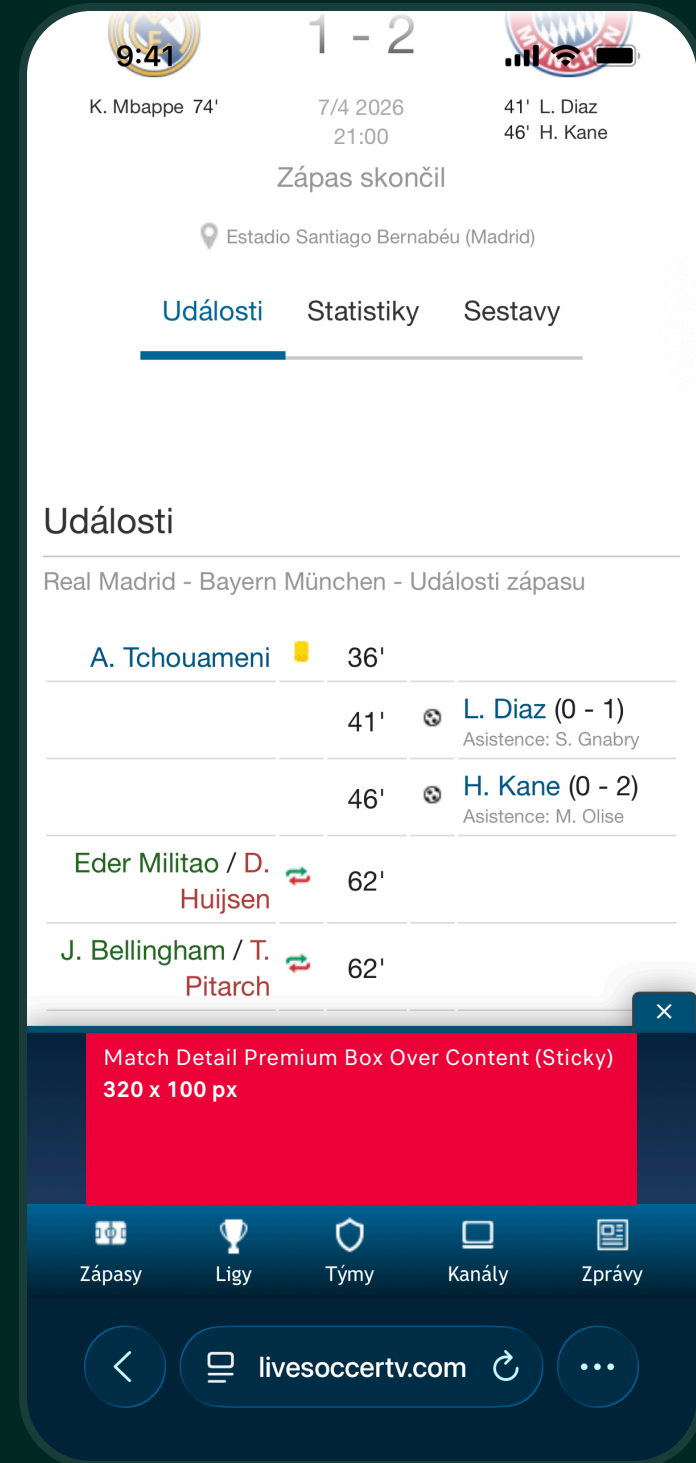 1 - 2
9:41
MÜNCHEN
K. Mbappe 74'
7/4 2026
21:00
41' L. Diaz
46' H. Kane
Zápas skončil
Estadio Santiago Bernabéu (Madrid)
Události Statistiky Sestavy
Události
Real Madrid - Bayern München - Události zápasu
A. Tchouameni 36'
41' L. Diaz (0 - 1)
Asistence: S. Gnabry
46' H. Kane (0 - 2)
Asistence: M. Olise
Eder Militao / D.
Huijsen 62'
J. Bellingham / T.
Pitarch 62'
Match Detail Premium Box Over Content (Sticky)
320 x 100 px
Zápasy Ligy Týmy Kanály Zprávy
livesoccertv.com